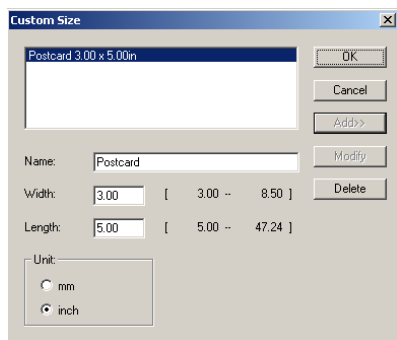 Custom Size
Postcard 3.00 x 5.00in
OK
Cancel
Add>>
Name: Postcard
Modify
Width: 3.00 [ 3.00 -- 8.50 ]
Delete
Length: 5.00 [ 5.00 -- 47.24 ]
Unit:
mm
inch